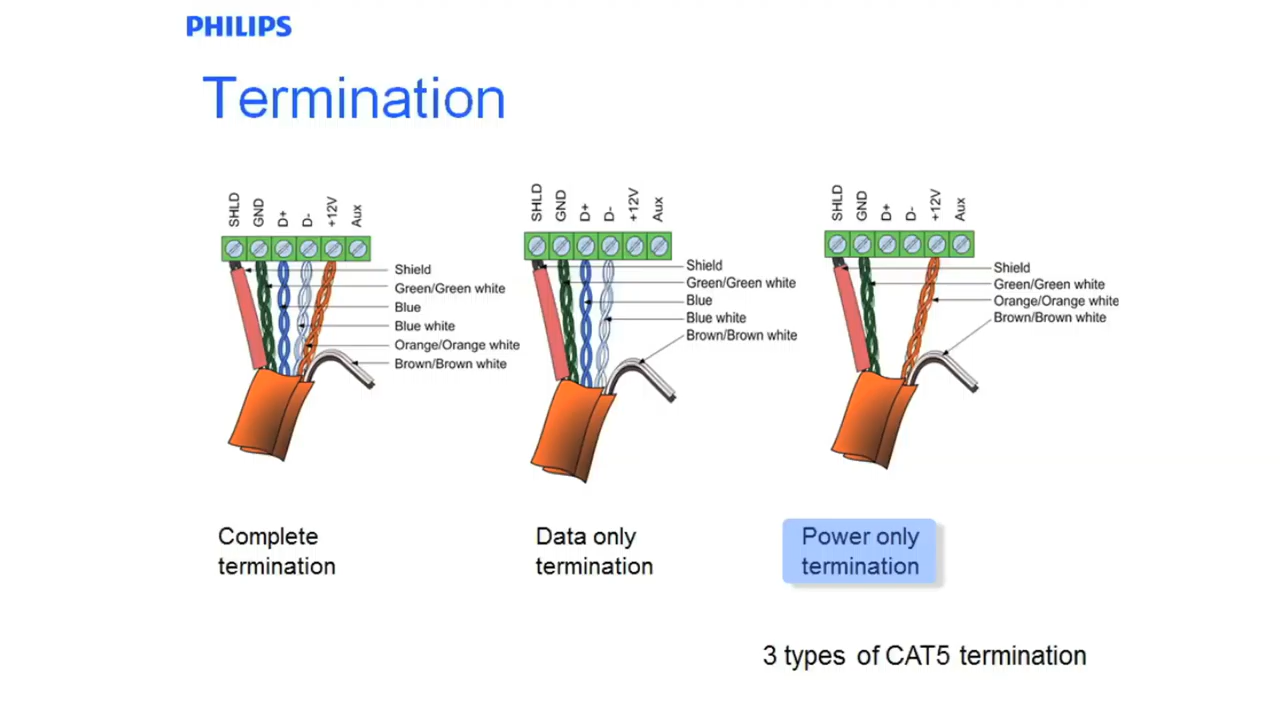 PHILIPS
Termination
SHLD GND D+ D- +12V Aux
Shield
Green/Green white
Blue
Blue white
Orange/Orange white
Brown/Brown white
SHLD GND D+ D- +12V Aux
Shield
Green/Green white
Blue
Blue white
Brown/Brown white
SHLD GND D+ D- +12V Aux
Shield
Green/Green white
Orange/Orange white
Brown/Brown white
Complete
termination
Data only
termination
Power only
termination
3 types of CAT5 termination